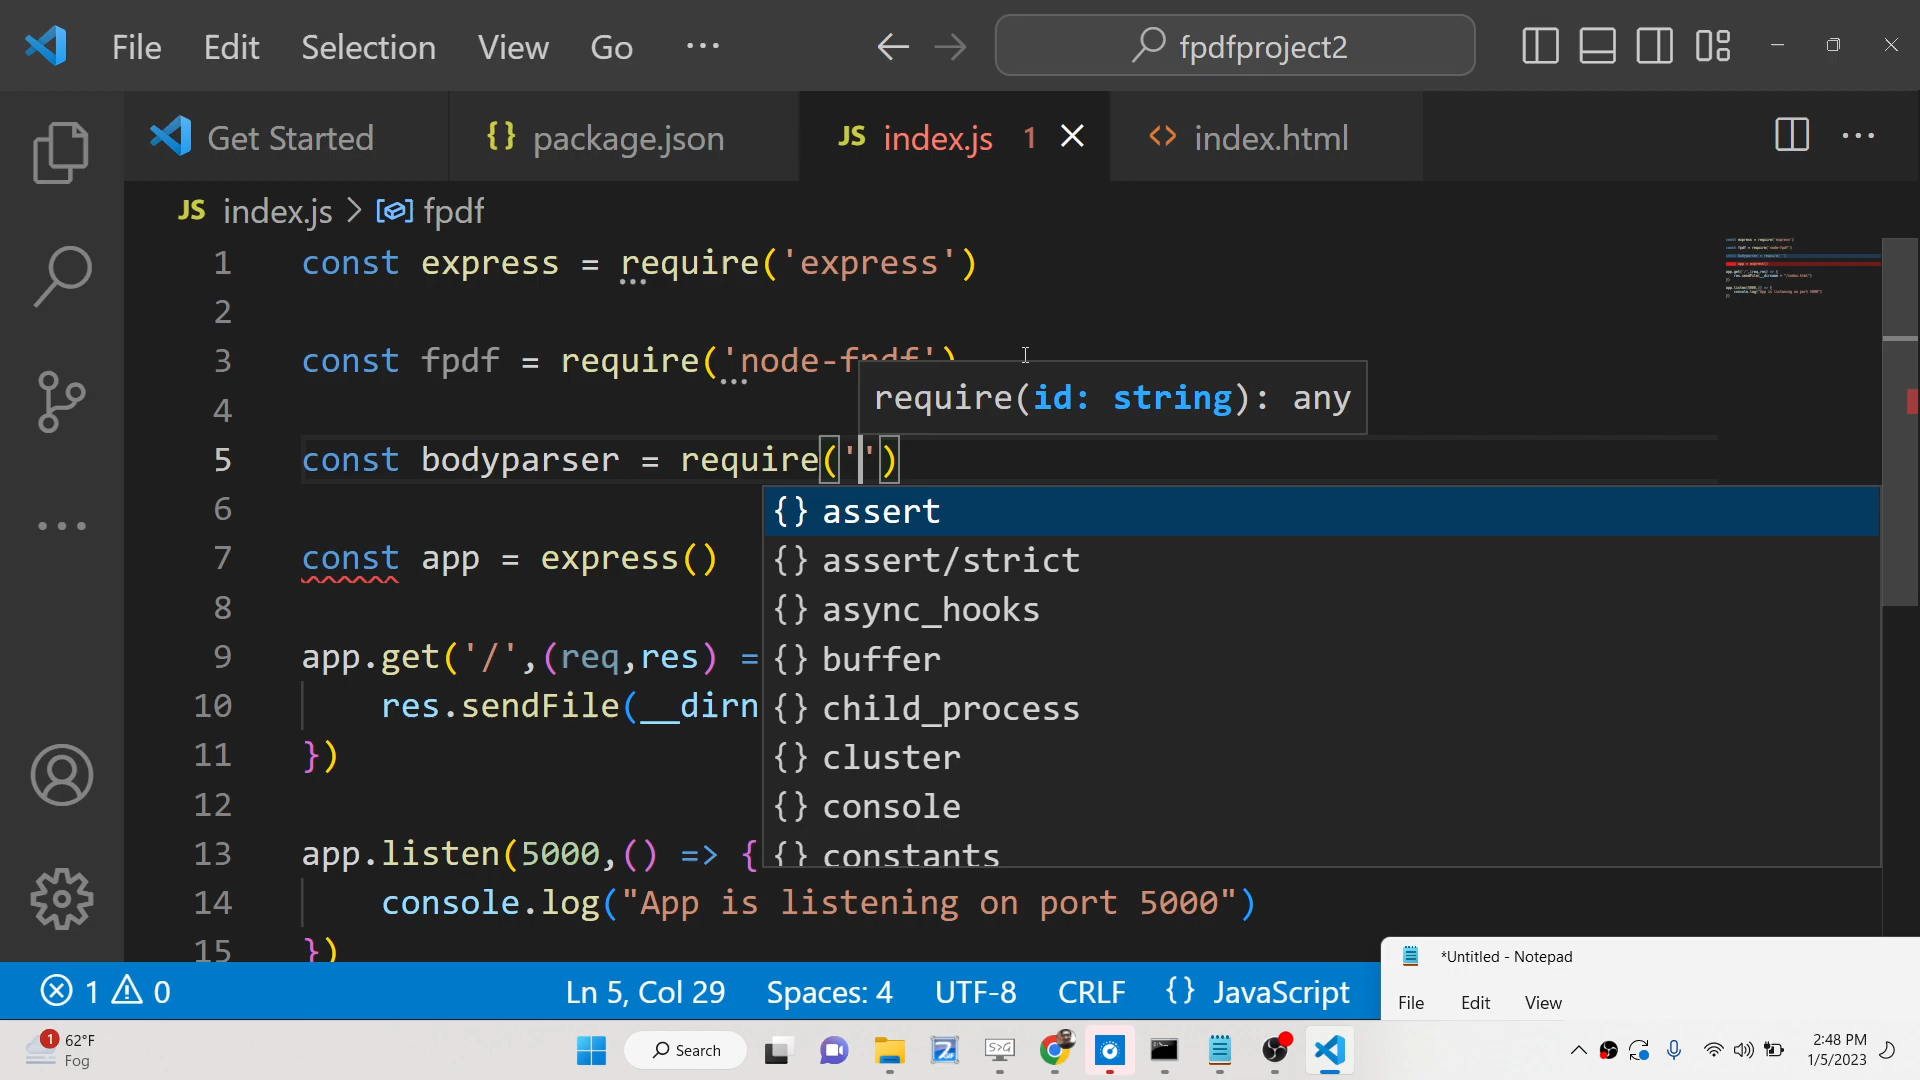 File Edit Selection View Go ··· fpdfproject2
Get Started {} package.json JS index.js 1 <> index.html ···
JS index.js > fpdf
1 const express = require('express')
2
3 const fpdf = require('node-fpdf')
require(id: string): any
4
5 const bodyparser = require('')
6 {} assert
7 const app = express() {} assert/strict
8 {} async_hooks
9 app.get('/',(req,res) = {} buffer
10 res.sendFile(__dirn {} child_process
11 }) {} cluster
12 {} console
13 app.listen(5000,() => { {} constants
14 console.log("App is listening on port 5000")
15 })
1 0 Ln 5, Col 29 Spaces: 4 UTF-8 CRLF {} JavaScript
*Untitled - Notepad
File Edit View
1 62°F
Fog
Search
S>G
2:48 PM
1/5/2023